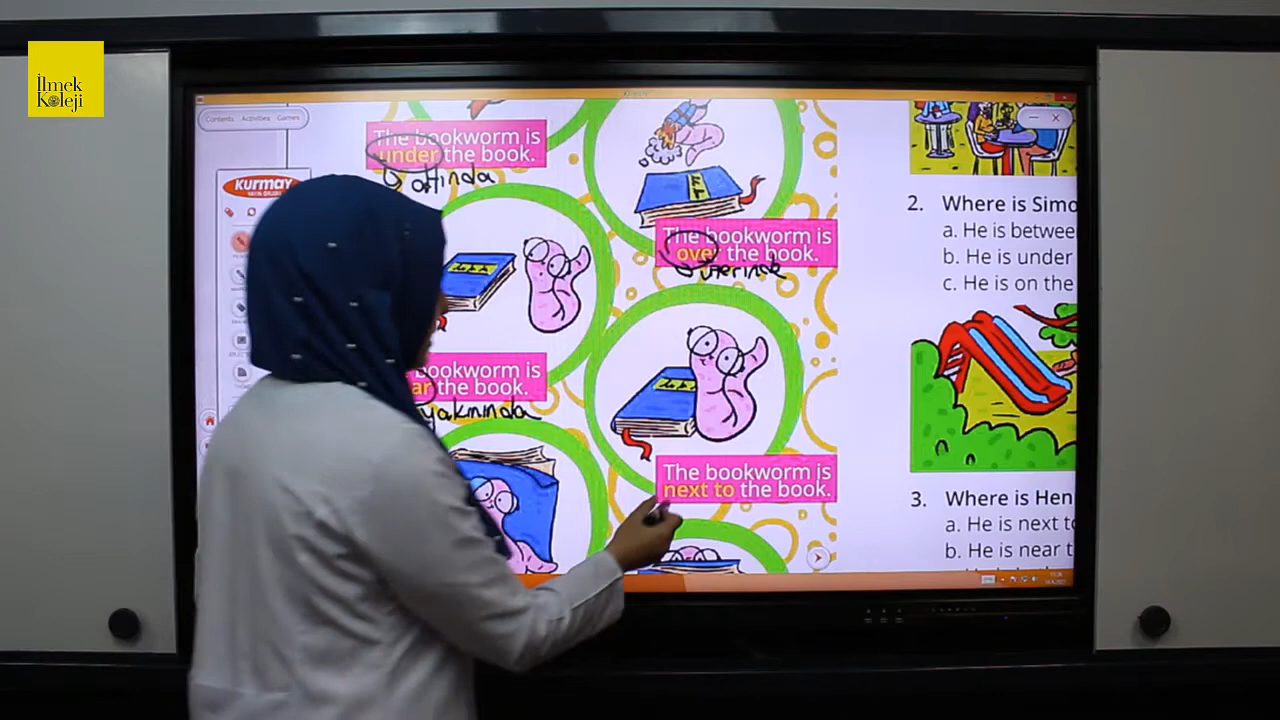 İlmek
Koleji
Contents Activities Games
KURMAY
The bookworm is
under the book.
altında
The bookworm is
over the book.
üzerinde
bookworm is
the book.
yakınında
The bookworm is
next to the book.
2. Where is Simo
a. He is betwee
b. He is under
c. He is on the
3. Where is Hen
a. He is next to
b. He is near t